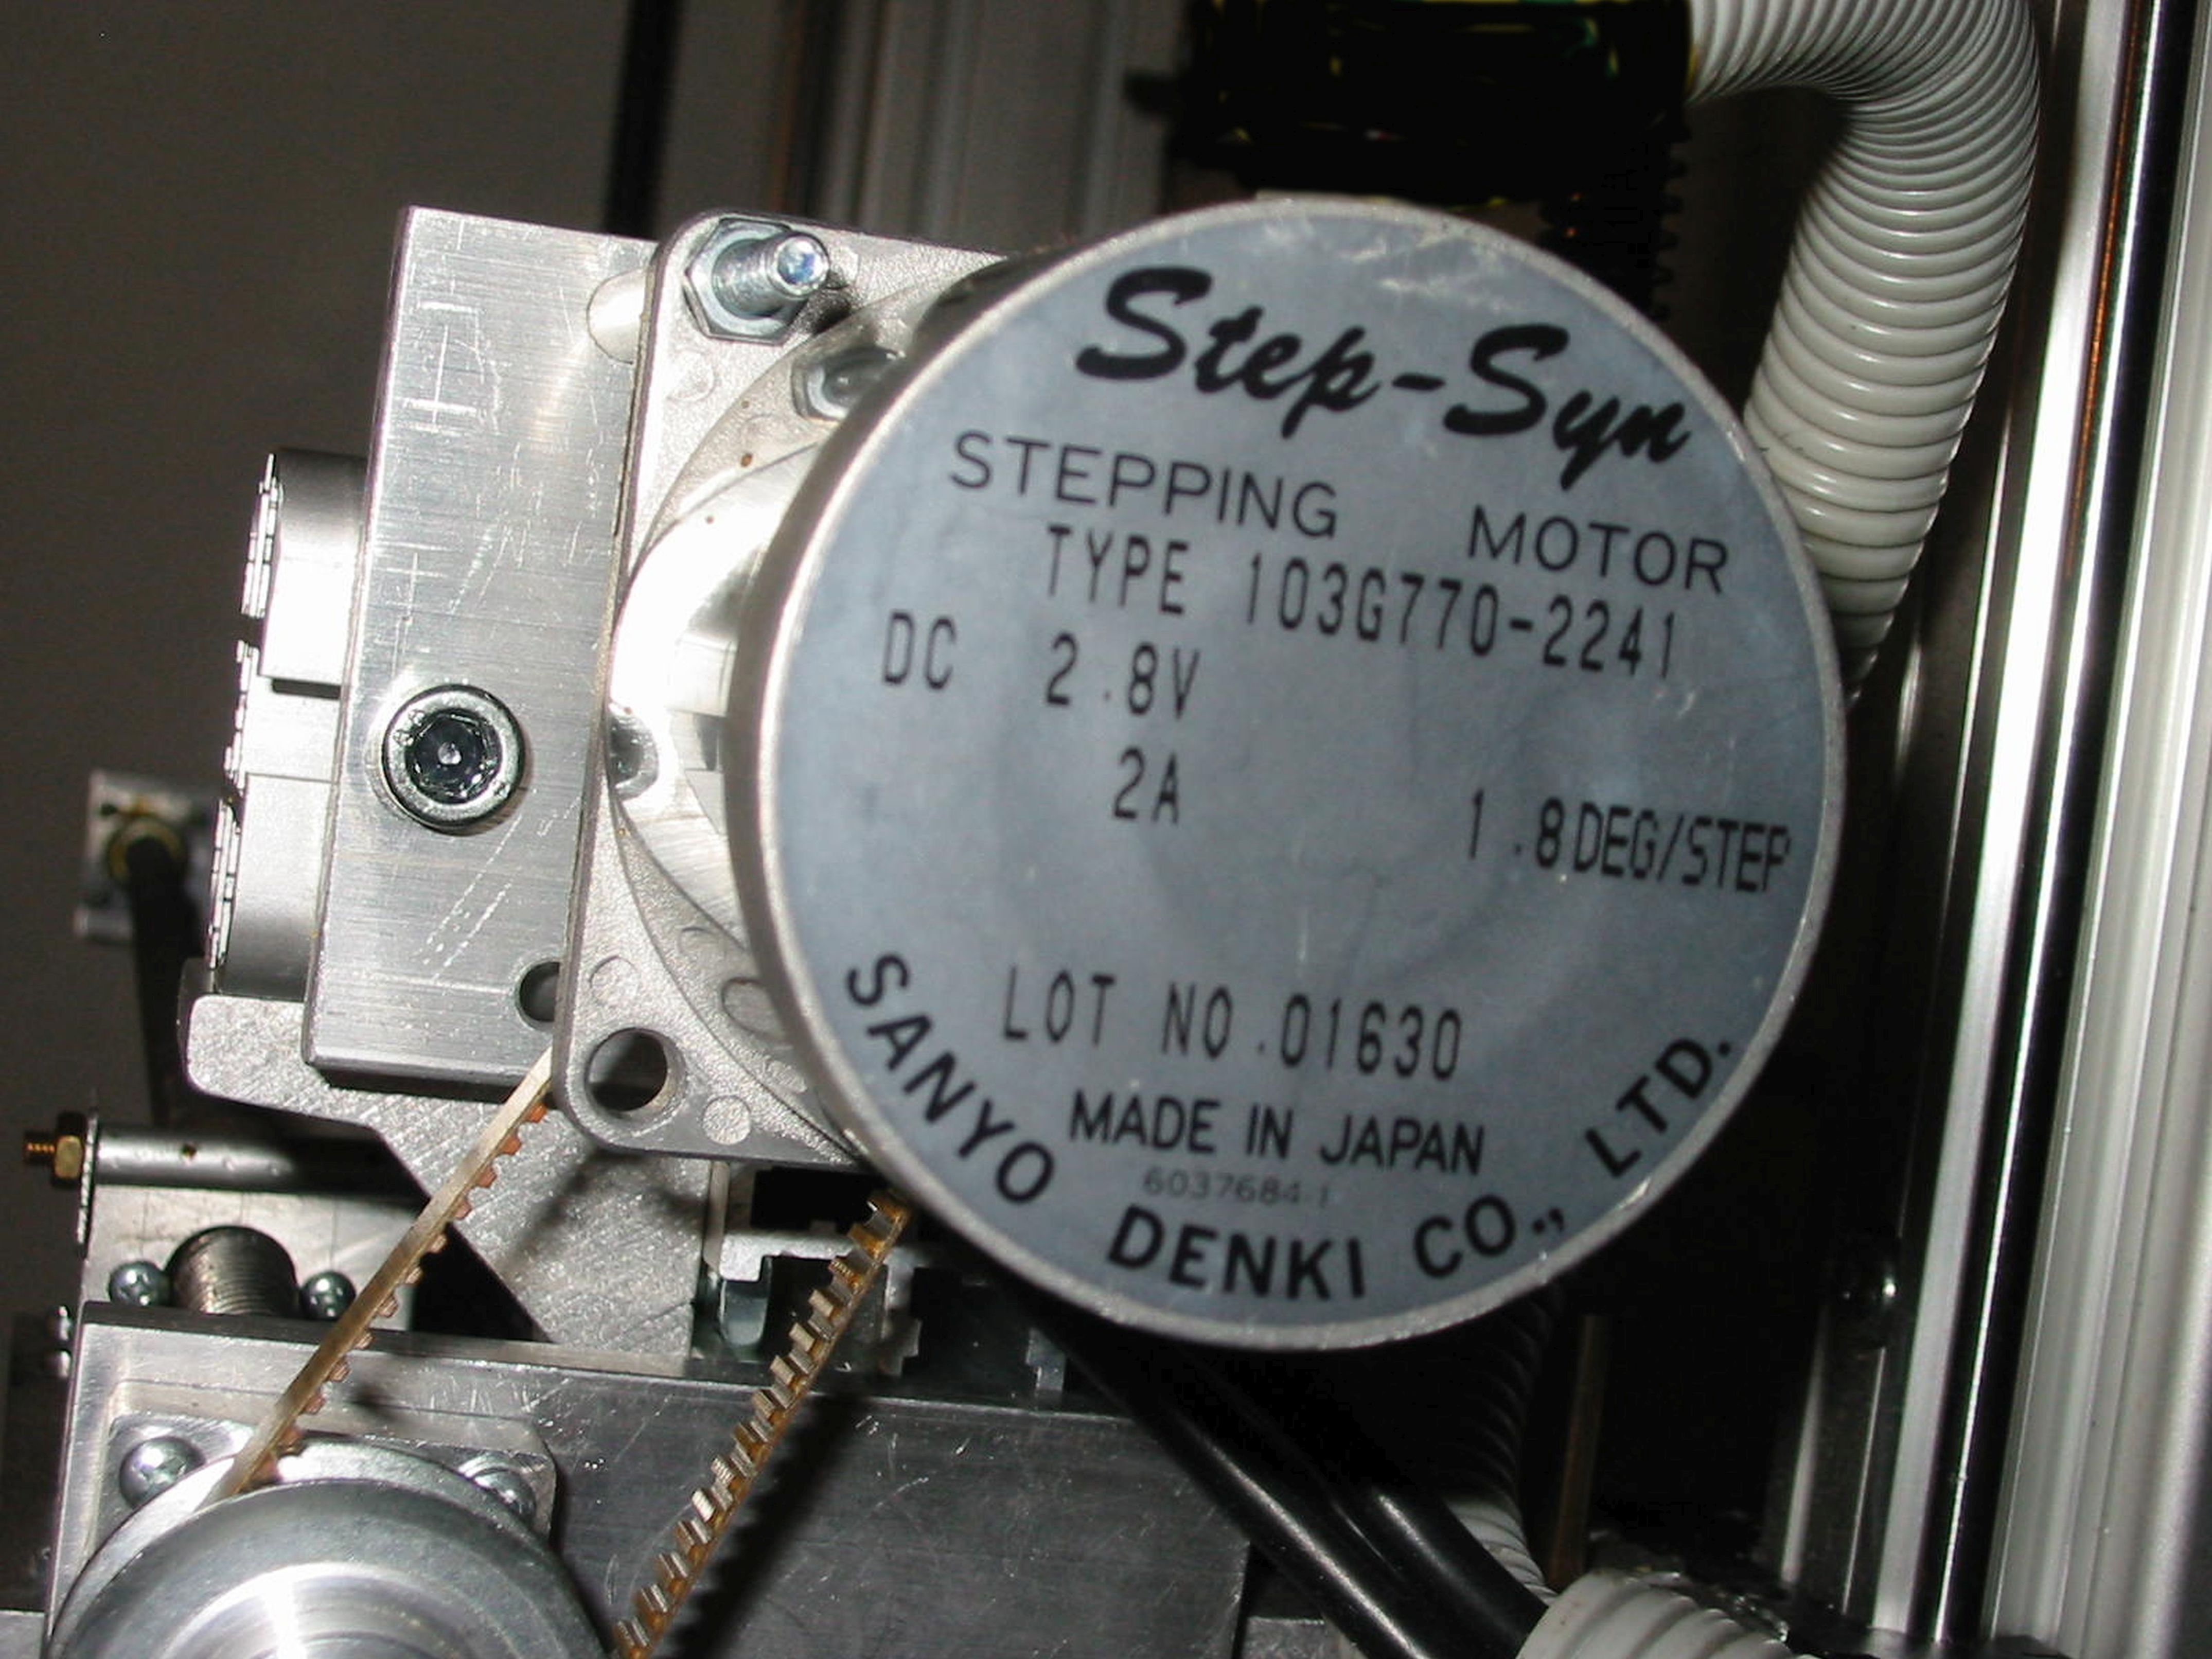 Step-Syn
STEPPING MOTOR
TYPE 103G770-2241
DC 2.8V
2A
1.8DEG/STEP
LOT NO.01630
MADE IN JAPAN
6037684-1
SANYO DENKI CO., LTD.